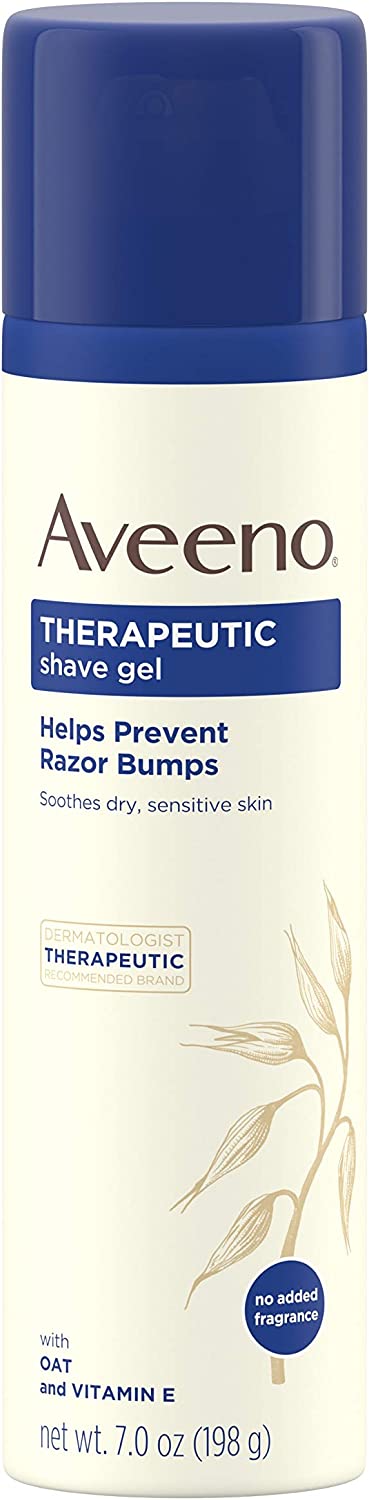 Aveeno®
THERAPEUTIC
shave gel
Helps Prevent
Razor Bumps
Soothes dry, sensitive skin
DERMATOLOGIST
THERAPEUTIC
RECOMMENDED BRAND
no added
fragrance
with
OAT
and VITAMIN E
net wt. 7.0 oz (198 g)